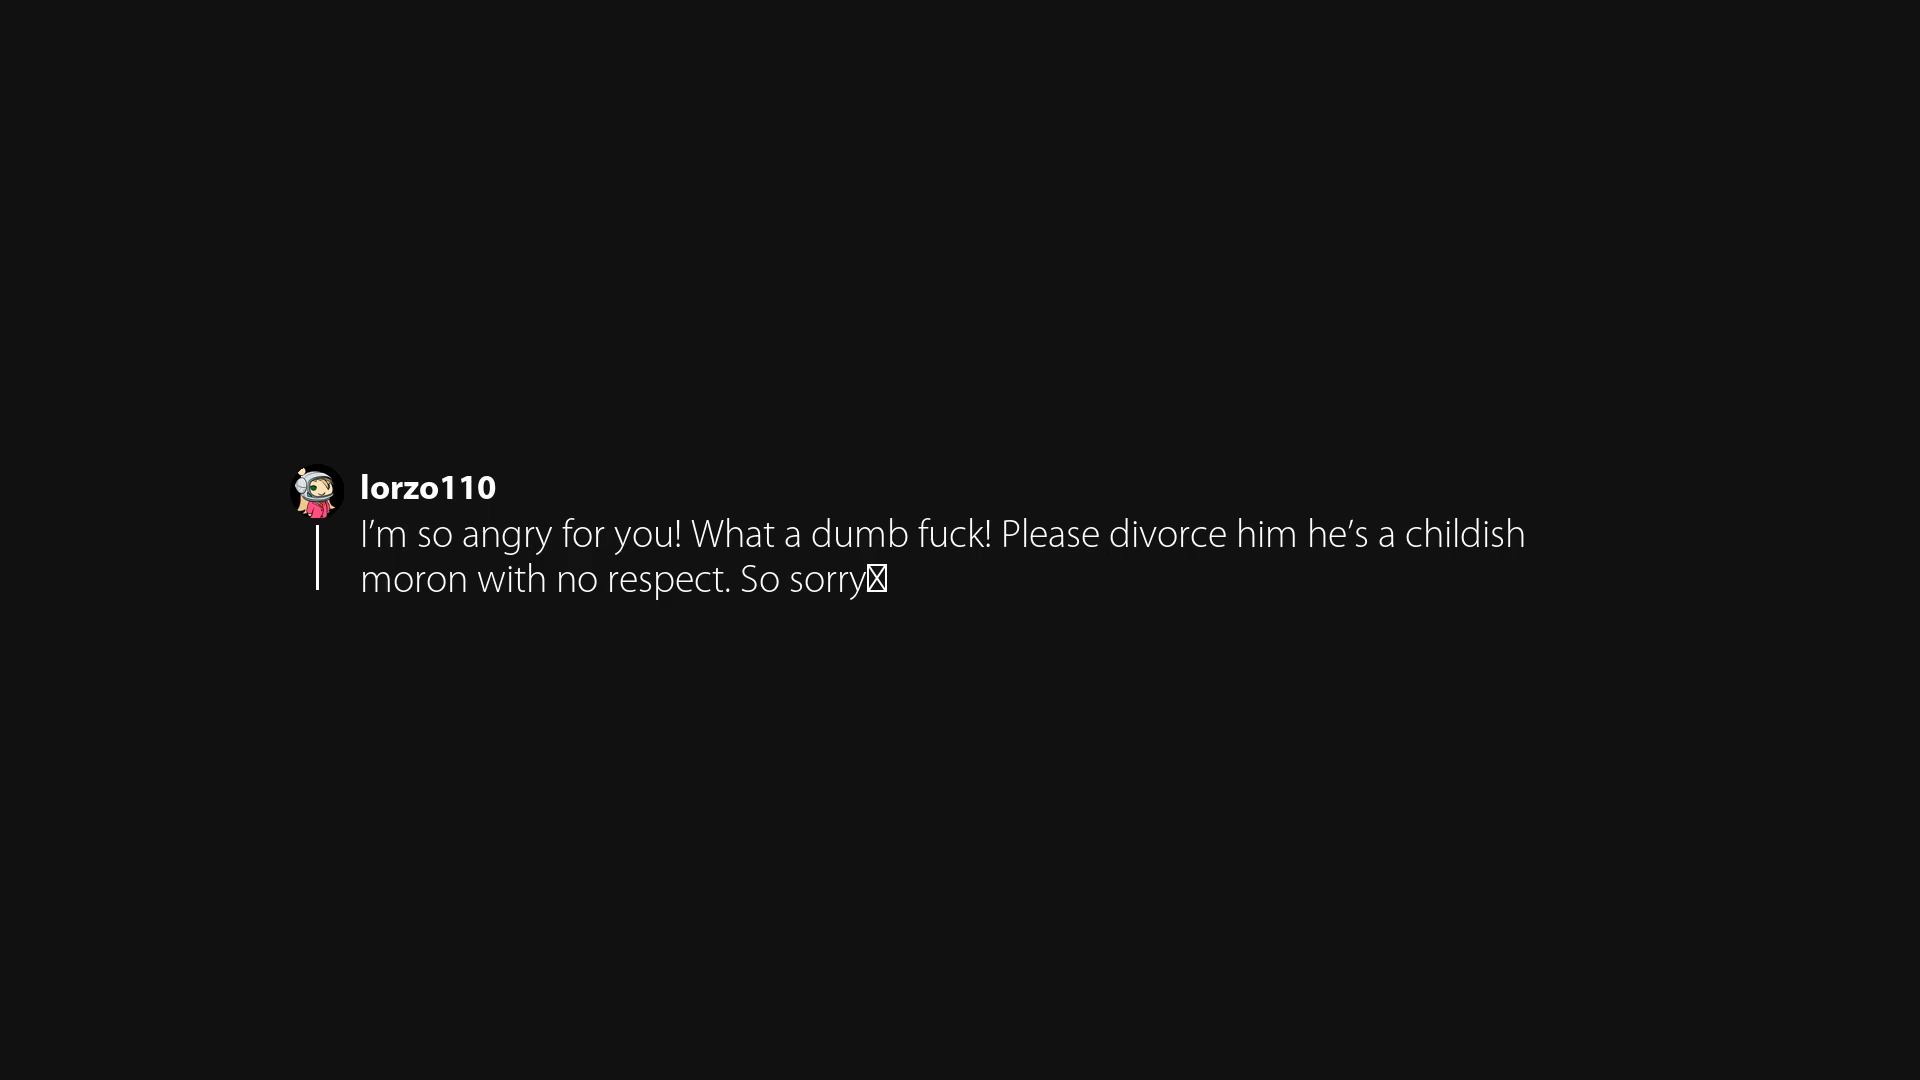 lorzo110
I’m so angry for you! What a dumb fuck! Please divorce him he’s a childish
moron with no respect. So sorry